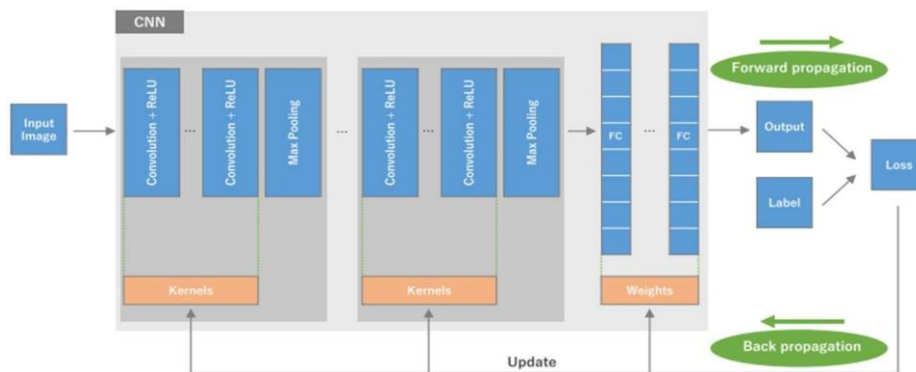 CNN
Forward propagation
Input
Image
Convolution + ReLU
...
Convolution + ReLU
Max Pooling
...
Convolution + ReLU
...
Convolution + ReLU
Max Pooling
FC
...
FC
Output
Label
Loss
Kernels
Kernels
Weights
Back propagation
Update